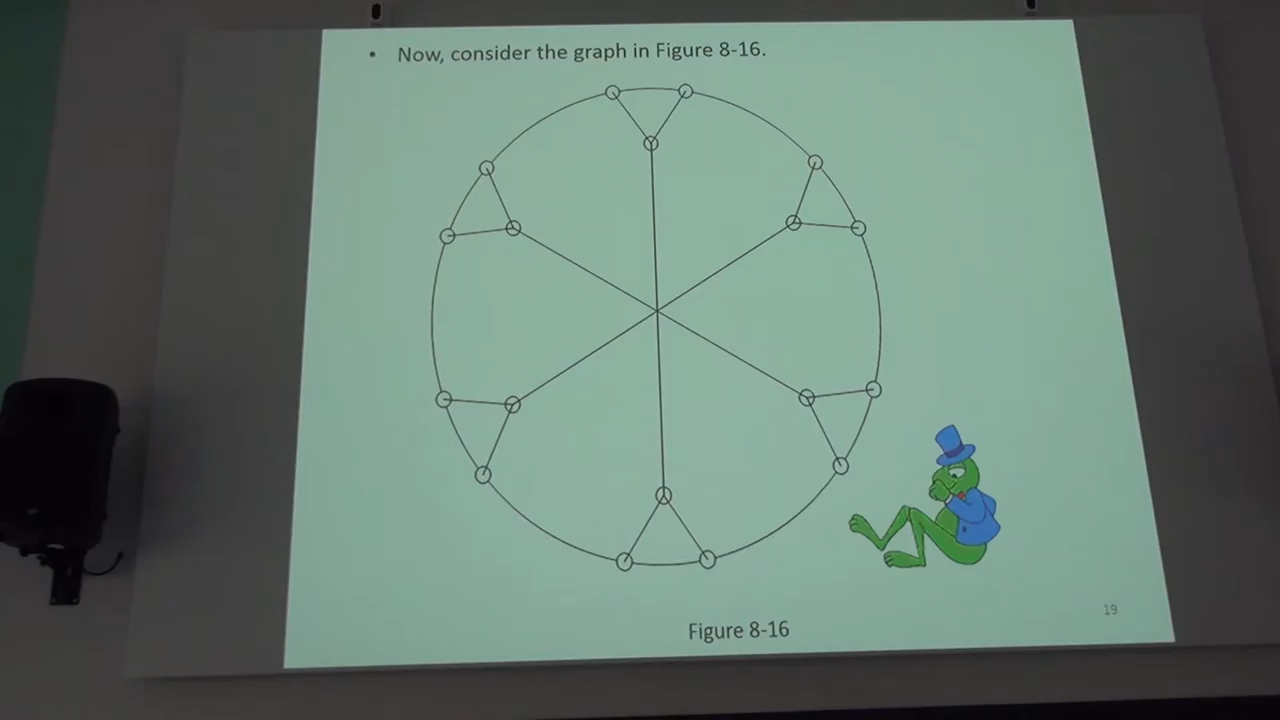 • Now, consider the graph in Figure 8-16.
19
Figure 8-16